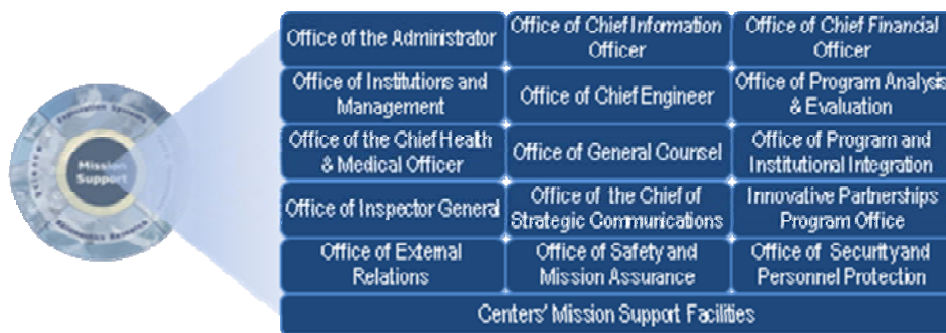 Office of the Administrator
Office of Chief Information
Officer
Office of Chief Financial
Officer
Office of Institutions and
Management
Office of Chief Engineer
Office of Program Analysis
& Evaluation
Office of the Chief Health
& Medical Officer
Office of General Counsel
Office of Program and
Institutional Integration
Office of Inspector General
Office of the Chief of
Strategic Communications
Innovative Partnerships
Program Office
Office of External
Relations
Office of Safety and
Mission Assurance
Office of Security and
Personnel Protection
Centers' Mission Support Facilities
Mission
Support